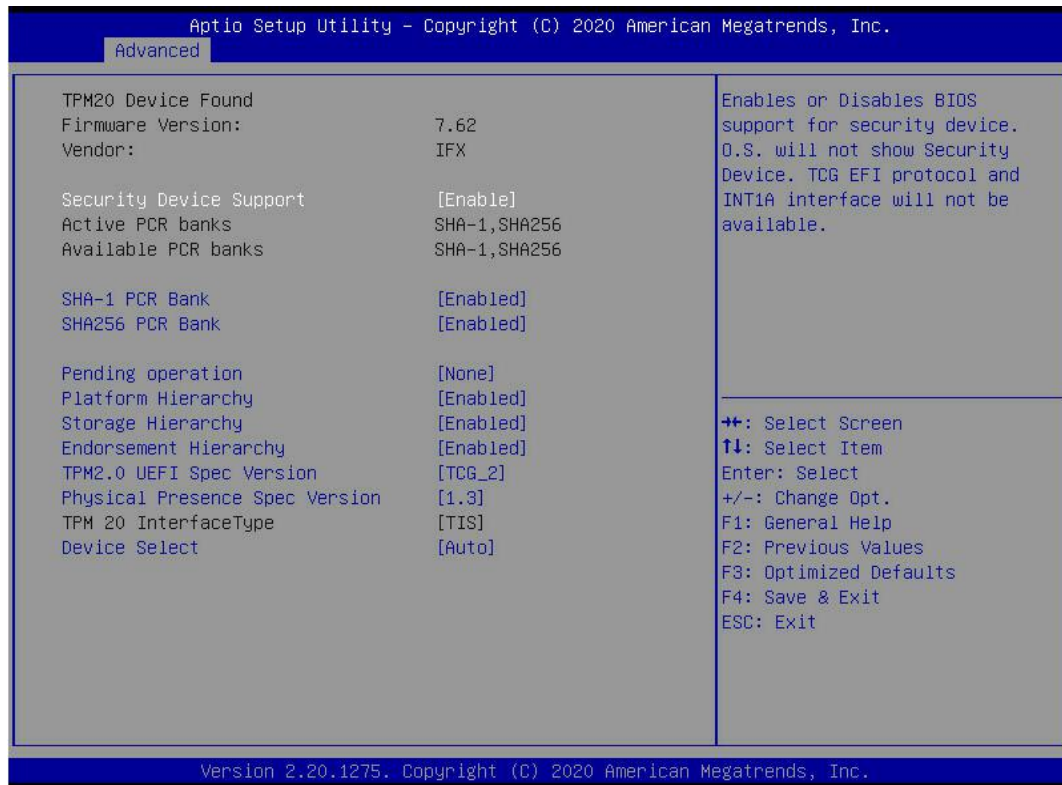 Aptio Setup Utility – Copyright (C) 2020 American Megatrends, Inc.
Advanced
TPM20 Device Found
Firmware Version: 7.62
Vendor: IFX
Security Device Support [Enable]
Active PCR banks SHA-1,SHA256
Available PCR banks SHA-1,SHA256
SHA-1 PCR Bank [Enabled]
SHA256 PCR Bank [Enabled]
Pending operation [None]
Platform Hierarchy [Enabled]
Storage Hierarchy [Enabled]
Endorsement Hierarchy [Enabled]
TPM2.0 UEFI Spec Version [TCG_2]
Physical Presence Spec Version [1.3]
TPM 20 InterfaceType [TIS]
Device Select [Auto]
Enables or Disables BIOS
support for security device.
O.S. will not show Security
Device. TCG EFI protocol and
INT1A interface will not be
available.
→←: Select Screen
↑↓: Select Item
Enter: Select
+/-: Change Opt.
F1: General Help
F2: Previous Values
F3: Optimized Defaults
F4: Save & Exit
ESC: Exit
Version 2.20.1275. Copyright (C) 2020 American Megatrends, Inc.